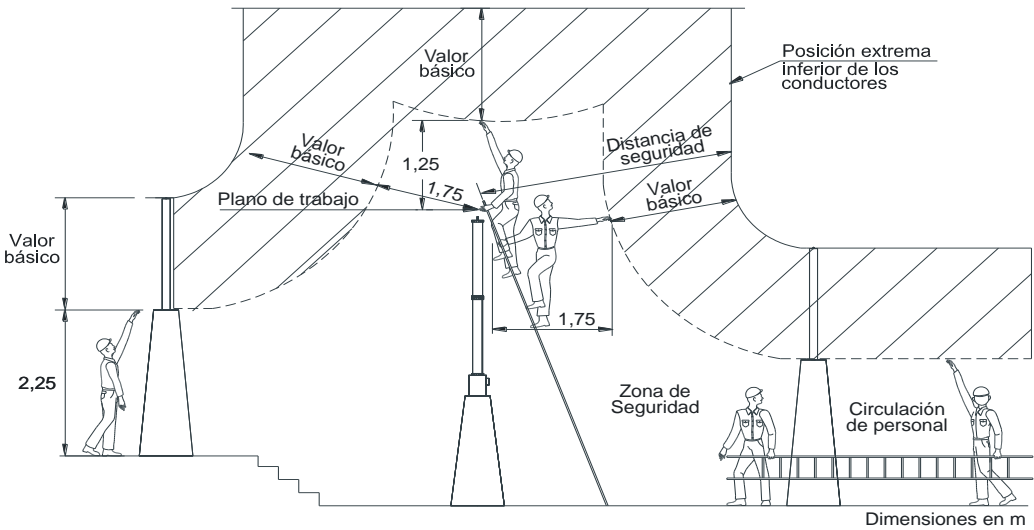 Valor
básico
Posición extrema
inferior de los
conductores
Valor
básico
1,25
Distancia de
seguridad
1,75
Valor
básico
Plano de trabajo
Valor
básico
1,75
2,25
Zona de
Seguridad
Circulación
de personal
Dimensiones en m